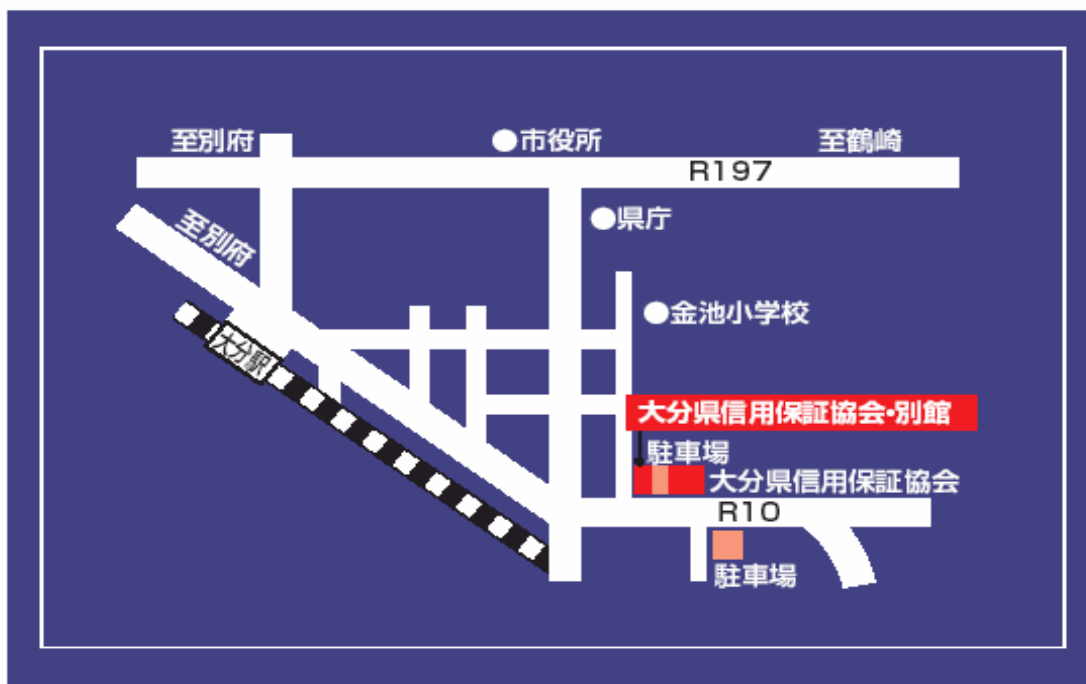 至別府
●市役所
至鶴崎
R197
至別府
●県庁
●金池小学校
大分駅
大分県信用保証協会・別館
駐車場
大分県信用保証協会
R10
駐車場